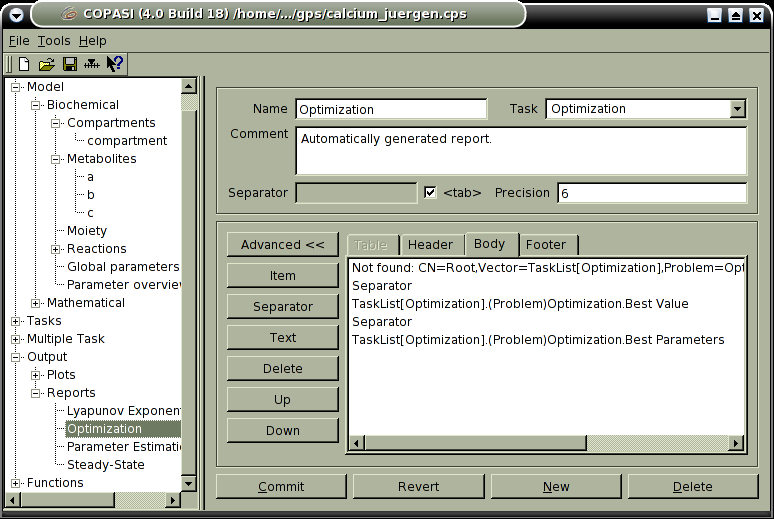 COPASI (4.0 Build 18) /home/.../gps/calcium_juergen.cps
File Tools Help
Model
Biochemical
Compartments
compartment
Metabolites
a
b
c
Moiety
Reactions
Global parameters
Parameter overview
Mathematical
Tasks
Multiple Task
Output
Plots
Reports
Lyapunov Exponen
Optimization
Parameter Estimatio
Steady-State
Functions
Name Optimization Task Optimization
Comment Automatically generated report.
Separator <tab> Precision 6
Advanced <<
Item
Separator
Text
Delete
Up
Down
Table Header Body Footer
Not found: CN=Root,Vector=TaskList[Optimization],Problem=Opt
Separator
TaskList[Optimization].(Problem)Optimization.Best Value
Separator
TaskList[Optimization].(Problem)Optimization.Best Parameters
Commit Revert New Delete